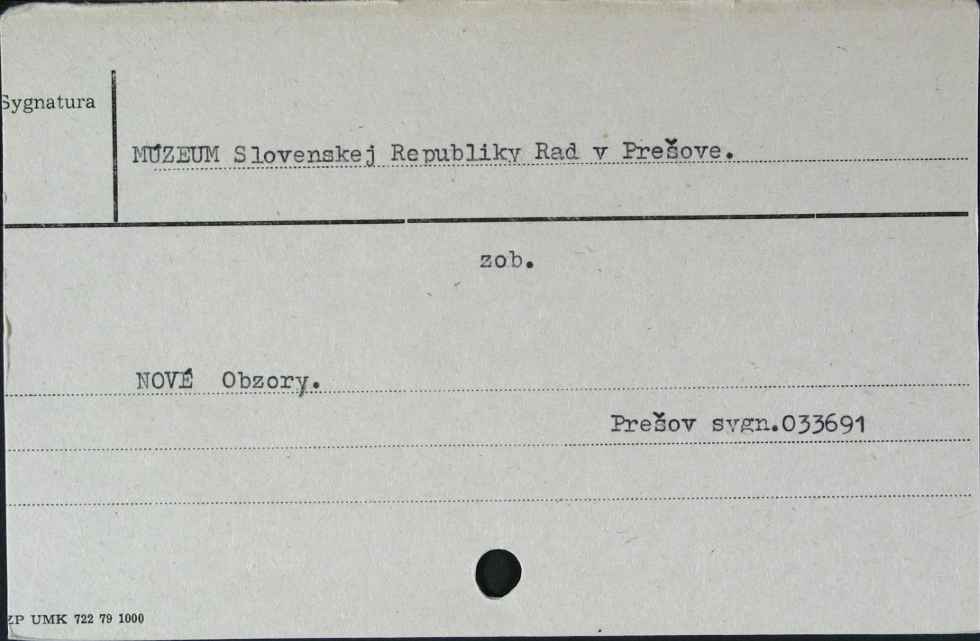 Sygnatura
MÚZEUM Slovenskej Republiky Rad v Prešove.
zob.
NOVÉ Obzory.
Prešov sygn.033691
ZP UMK 722 79 1000